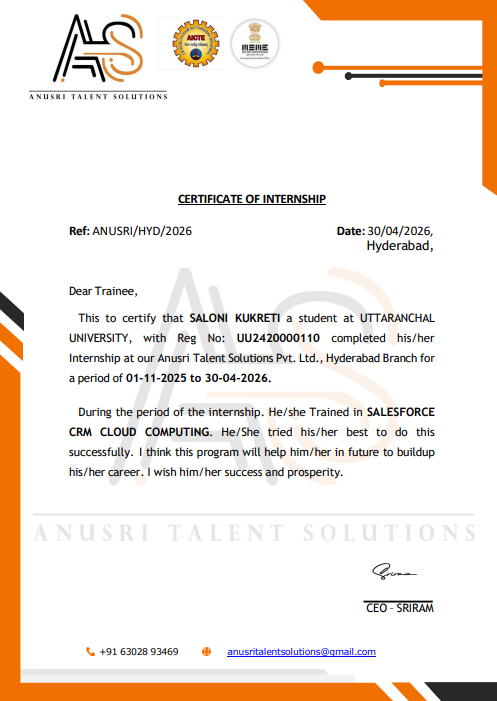 AS
AICTE
MSME
ANUSRI TALENT SOLUTIONS
CERTIFICATE OF INTERNSHIP
Ref: ANUSRI/HYD/2026
Date: 30/04/2026,
Hyderabad,
Dear Trainee,
This to certify that SALONI KUKRETI a student at UTTARANCHAL
UNIVERSITY, with Reg No: UU2420000110 completed his/her
Internship at our Anusri Talent Solutions Pvt. Ltd., Hyderabad Branch for
a period of 01-11-2025 to 30-04-2026.
During the period of the internship. He/she Trained in SALESFORCE
CRM CLOUD COMPUTING. He/She tried his/her best to do this
successfully. I think this program will help him/her in future to buildup
his/her career. I wish him/her success and prosperity.
ANUSRI TALENT SOLUTIONS
Sriram
CEO - SRIRAM
+91 63028 93469
anusritalentsolutions@gmail.com